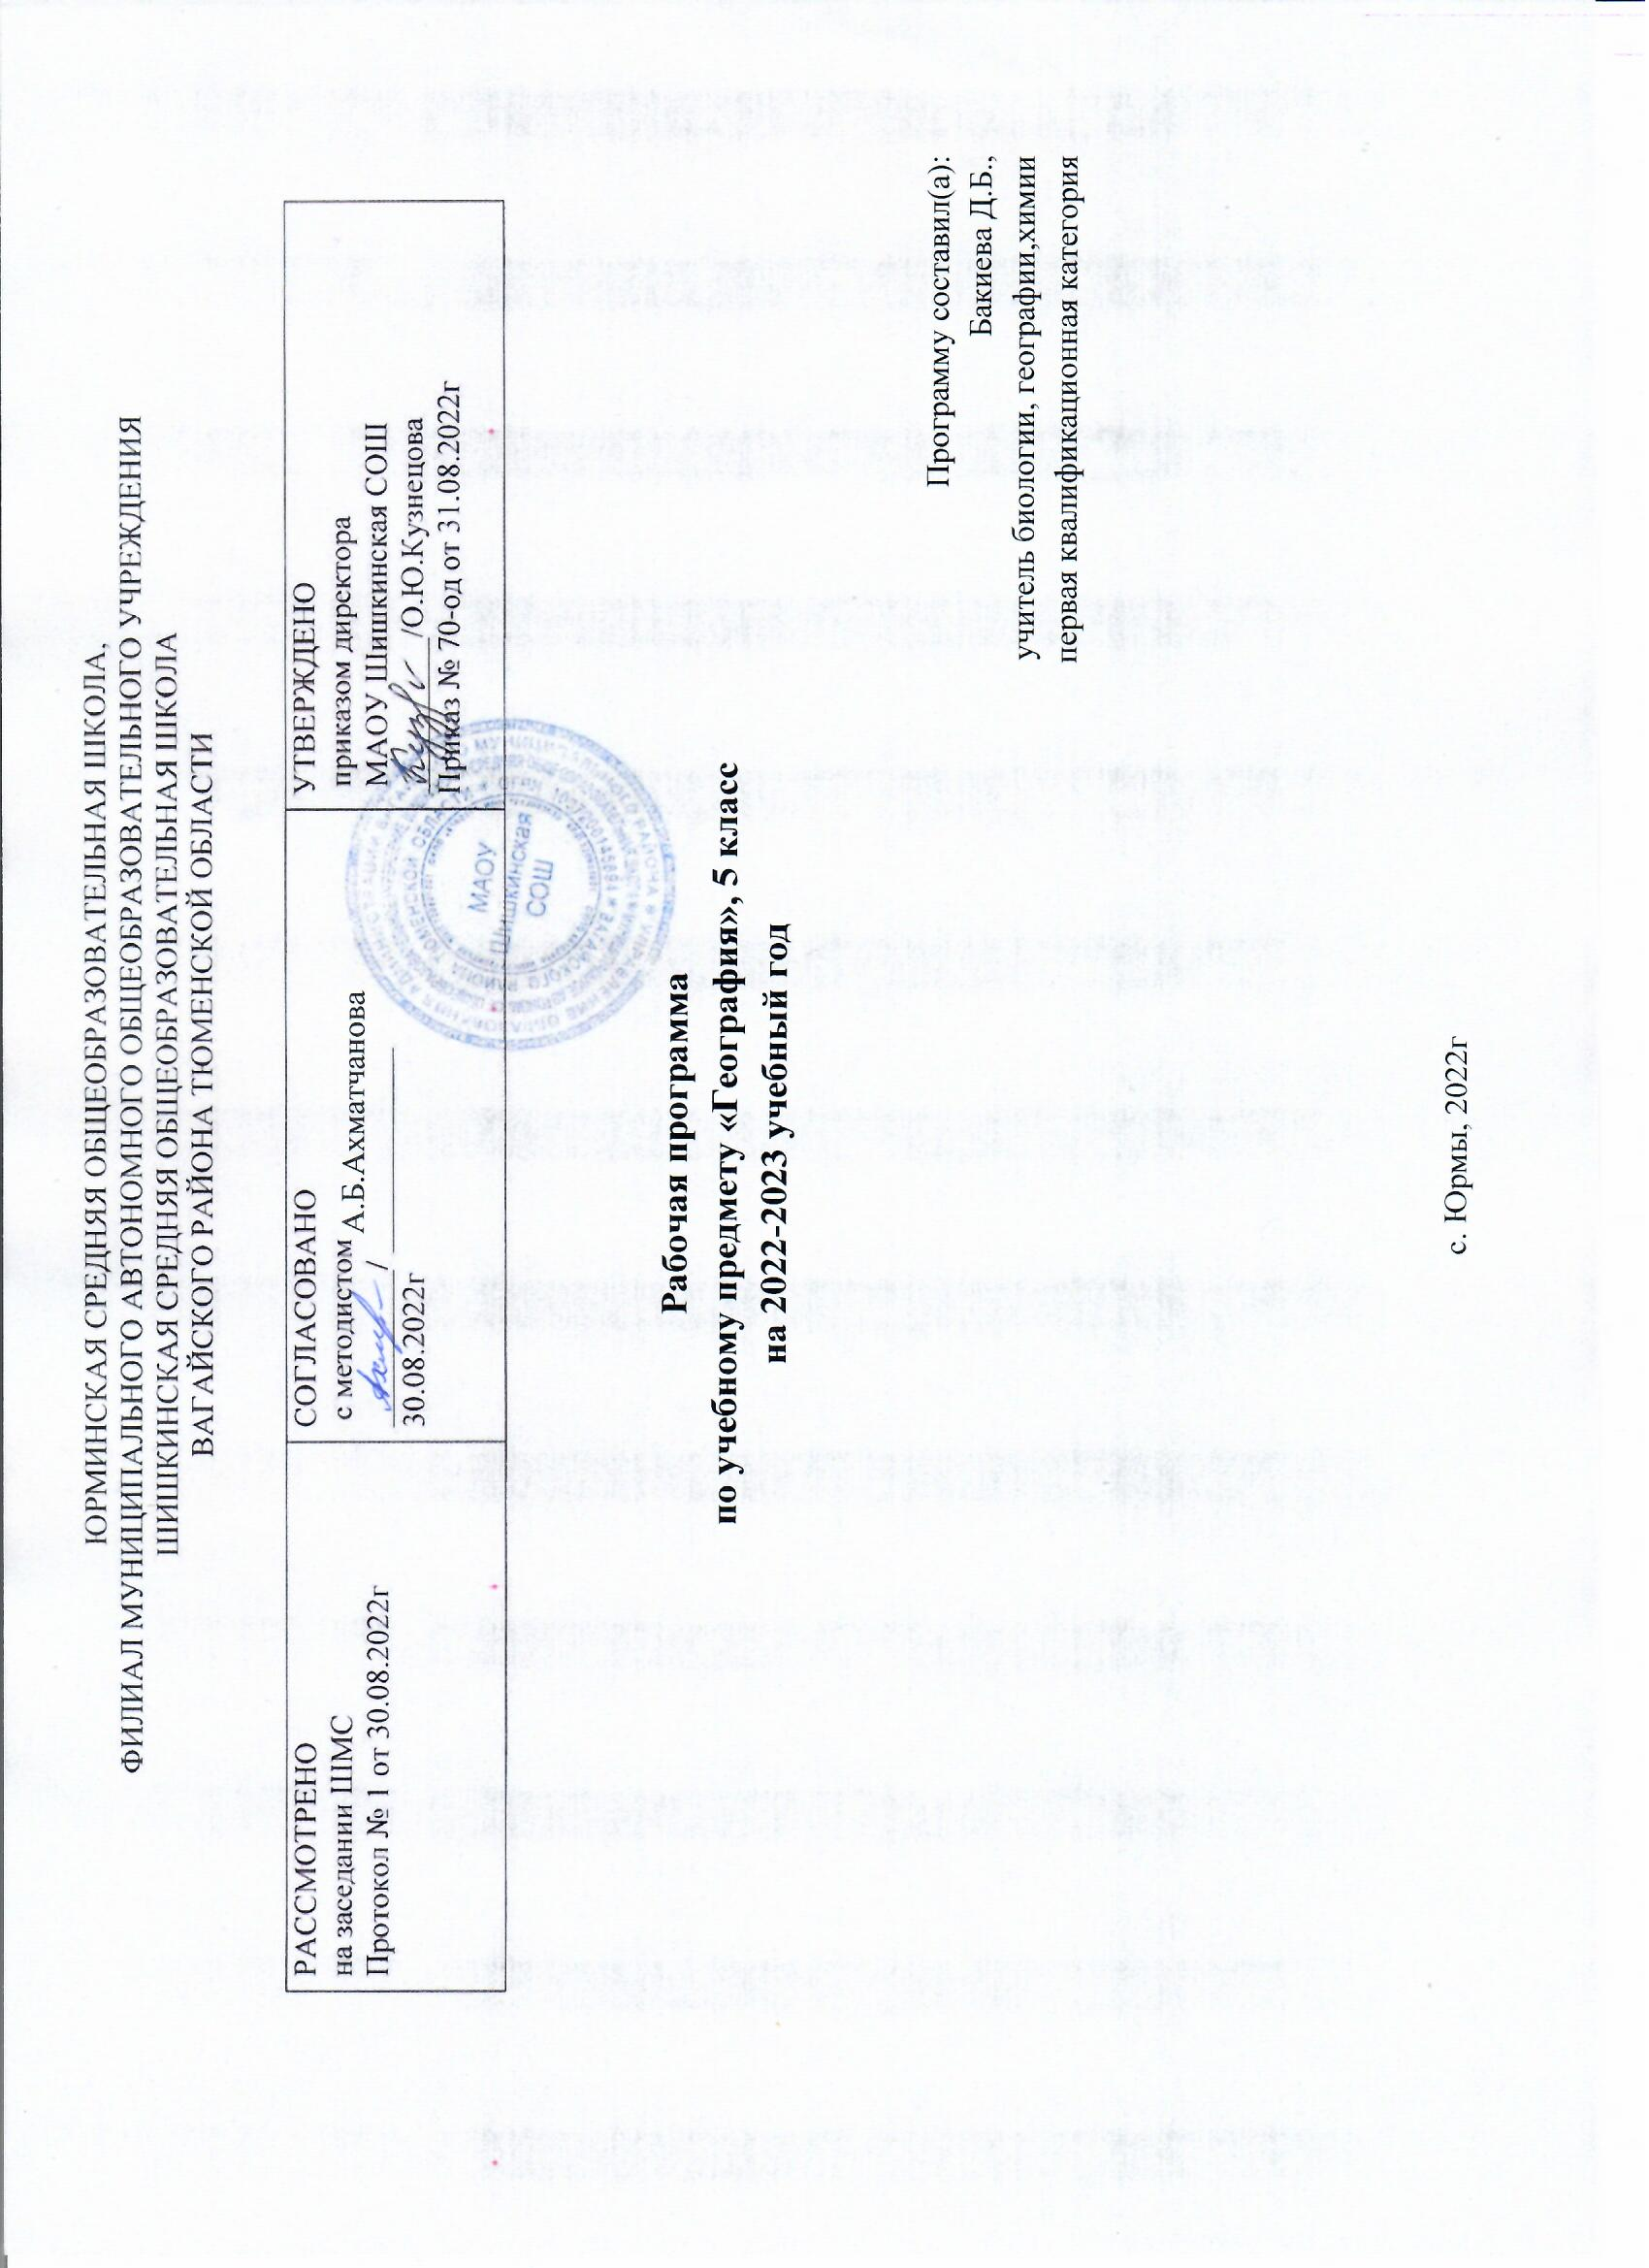 ЮРМИНСКАЯ СРЕДНЯЯ ОБЩЕОБРАЗОВАТЕЛЬНАЯ ШКОЛА,
ФИЛИАЛ МУНИЦИПАЛЬНОГО АВТОНОМНОГО ОБЩЕОБРАЗОВАТЕЛЬНОГО УЧРЕЖДЕНИЯ
ШИШКИНСКАЯ СРЕДНЯЯ ОБЩЕОБРАЗОВАТЕЛЬНАЯ ШКОЛА
ВАГАЙСКОГО РАЙОНА ТЮМЕНСКОЙ ОБЛАСТИ
РАССМОТРЕНО
на заседании ШМС
Протокол № 1 от 30.08.2022г
СОГЛАСОВАНО
с методистом А.Б.Ахматчанова
/
30.08.2022г
УТВЕРЖДЕНО
приказом директора
МАОУ Шишкинская СОШ
/О.Ю.Кузнецова
Приказ № 70-од от 31.08.2022г
МАОУ
Шишкинская
СОШ
Рабочая программа
по учебному предмету «География», 5 класс
на 2022-2023 учебный год
Программу составил(а):
Бакиева Д.Б.,
учитель биологии, географии,химии
первая квалификационная категория
с. Юрмы, 2022г